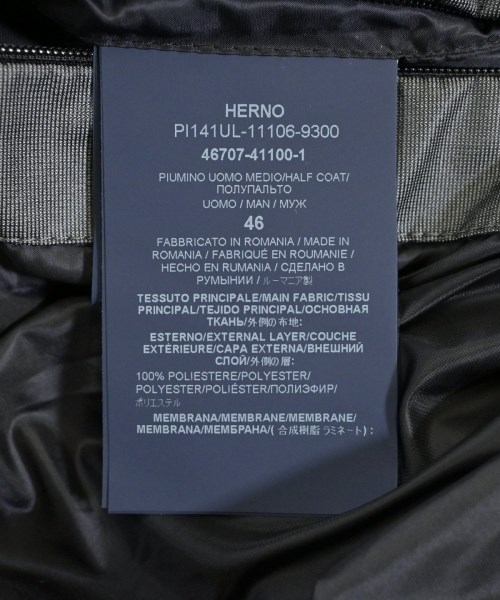 HERNO
PI141UL-11106-9300
46707-41100-1
PIUMINO UOMO MEDIO/HALF COAT/
ПОЛУПАЛЬТО
UOMO / MAN / МУЖ
46
FABBRICATO IN ROMANIA / MADE IN
ROMANIA / FABRIQUÉ EN ROUMANIE /
HECHO EN RUMANIA / СДЕЛАНО В
РУМЫНИИ / ルーマニア製
TESSUTO PRINCIPALE/MAIN FABRIC/TISSU
PRINCIPAL/TEJIDO PRINCIPAL/ОСНОВНАЯ
ТКАНЬ/外側の布地:
ESTERNO/EXTERNAL LAYER/COUCHE
EXTÉRIEURE/CAPA EXTERNA/ВНЕШНИЙ
СЛОЙ/外側の層:
100% POLIESTERE/POLYESTER/
POLYESTER/POLIÉSTER/ПОЛИЭФИР/
ポリエステル
MEMBRANA/MEMBRANE/MEMBRANE/
MEMBRANA/МЕМБРАНА/( 合成樹脂 ラミネート) :